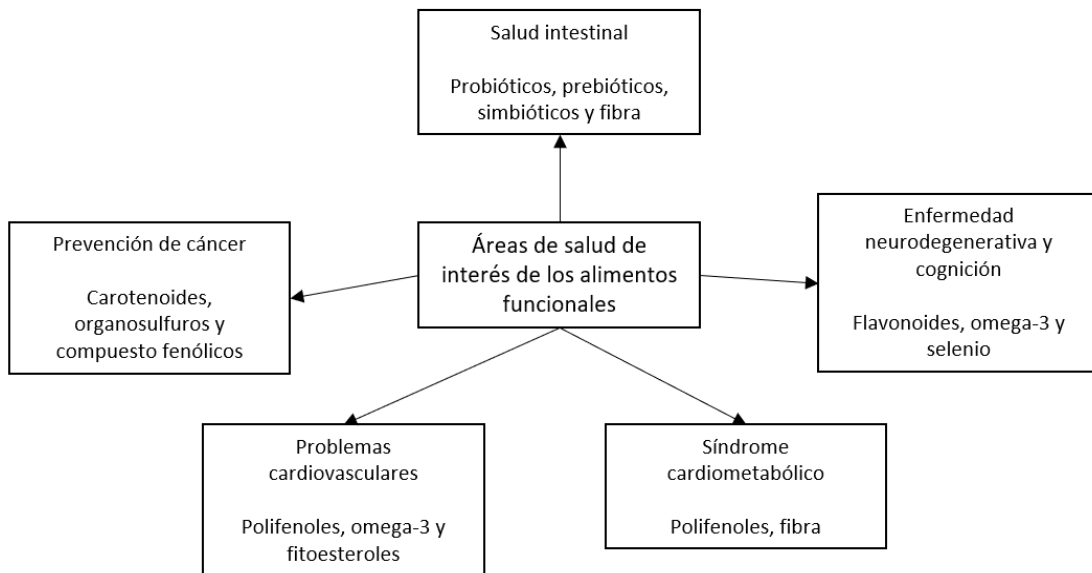 Salud intestinal
Probióticos, prebióticos,
simbióticos y fibra
Prevención de cáncer
Carotenoides,
organosulfuros y
compuesto fenólicos
Áreas de salud de
interés de los alimentos
funcionales
Enfermedad
neurodegenerativa y
cognición
Flavonoides, omega-3 y
selenio
Problemas
cardiovasculares
Polifenoles, omega-3 y
fitoesteroles
Síndrome
cardiometabólico
Polifenoles, fibra